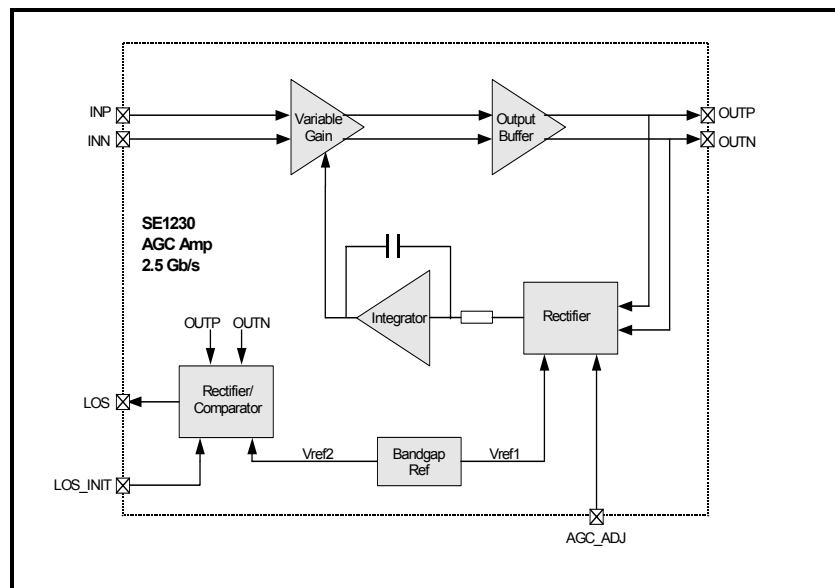 INP
INN
Variable
Gain
Output
Buffer
OUTP
OUTN
SE1230
AGC Amp
2.5 Gb/s
Integrator
Rectifier
OUTP
OUTN
LOS
Rectifier/
Comparator
Vref2
Bandgap
Ref
Vref1
LOS_INIT
AGC_ADJ